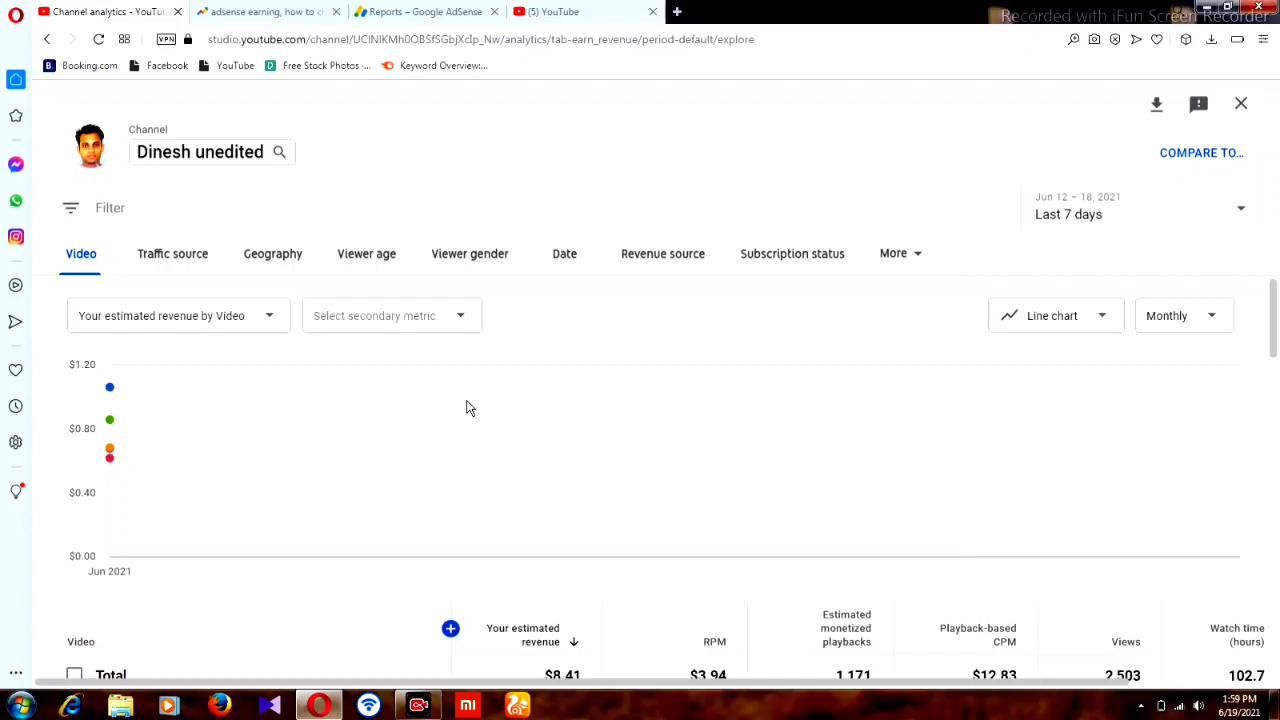 Channel analytics - YouTu
adsense earning, how to c
Reports – Google AdSense
(5) YouTube
Recorded with iFun Screen Recorder
VPN
studio.youtube.com/channel/UCINIKMh0OBSfSGbjXclp_Nw/analytics/tab-earn_revenue/period-default/explore
B. Booking.com
Facebook
YouTube
Free Stock Photos ·...
Keyword Overview:...
Channel
Dinesh unedited
COMPARE TO...
Filter
Jun 12 – 18, 2021
Last 7 days
Video
Traffic source
Geography
Viewer age
Viewer gender
Date
Revenue source
Subscription status
More
Your estimated revenue by Video
Select secondary metric
Line chart
Monthly
$1.20
$0.80
$0.40
$0.00
Jun 2021
Video
Your estimated
revenue
RPM
Estimated
monetized
playbacks
Playback-based
CPM
Views
Watch time
(hours)
Total
$8.41
$3.94
1,171
$12.83
2,503
102.7
1:59 PM
6/19/2021